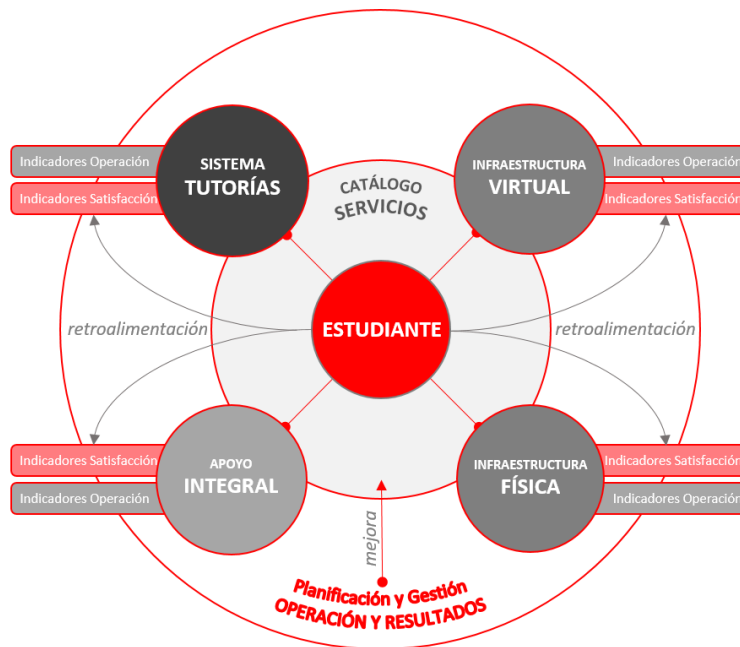 Indicadores Operación
Indicadores Satisfacción
SISTEMA
TUTORÍAS
CATÁLOGO
SERVICIOS
INFRAESTRUCTURA
VIRTUAL
Indicadores Operación
Indicadores Satisfacción
retroalimentación
ESTUDIANTE
retroalimentación
Indicadores Satisfacción
Indicadores Operación
APOYO
INTEGRAL
INFRAESTRUCTURA
FÍSICA
Indicadores Satisfacción
Indicadores Operación
mejora
Planificación y Gestión
OPERACIÓN Y RESULTADOS